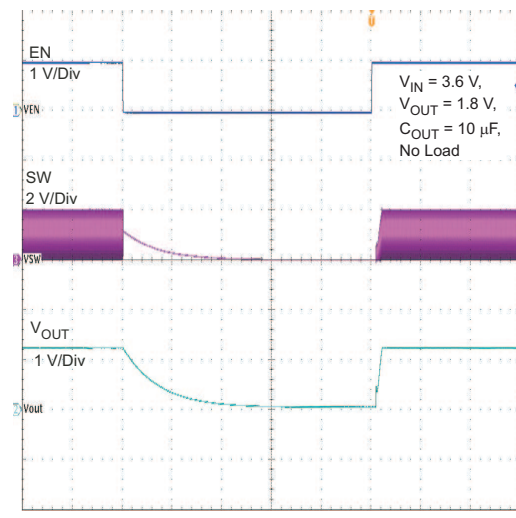 EN
1 V/Div
VEN
V_IN = 3.6 V,
V_OUT = 1.8 V,
C_OUT = 10 μF,
No Load
SW
2 V/Div
VSW
V_OUT
1 V/Div
Vout